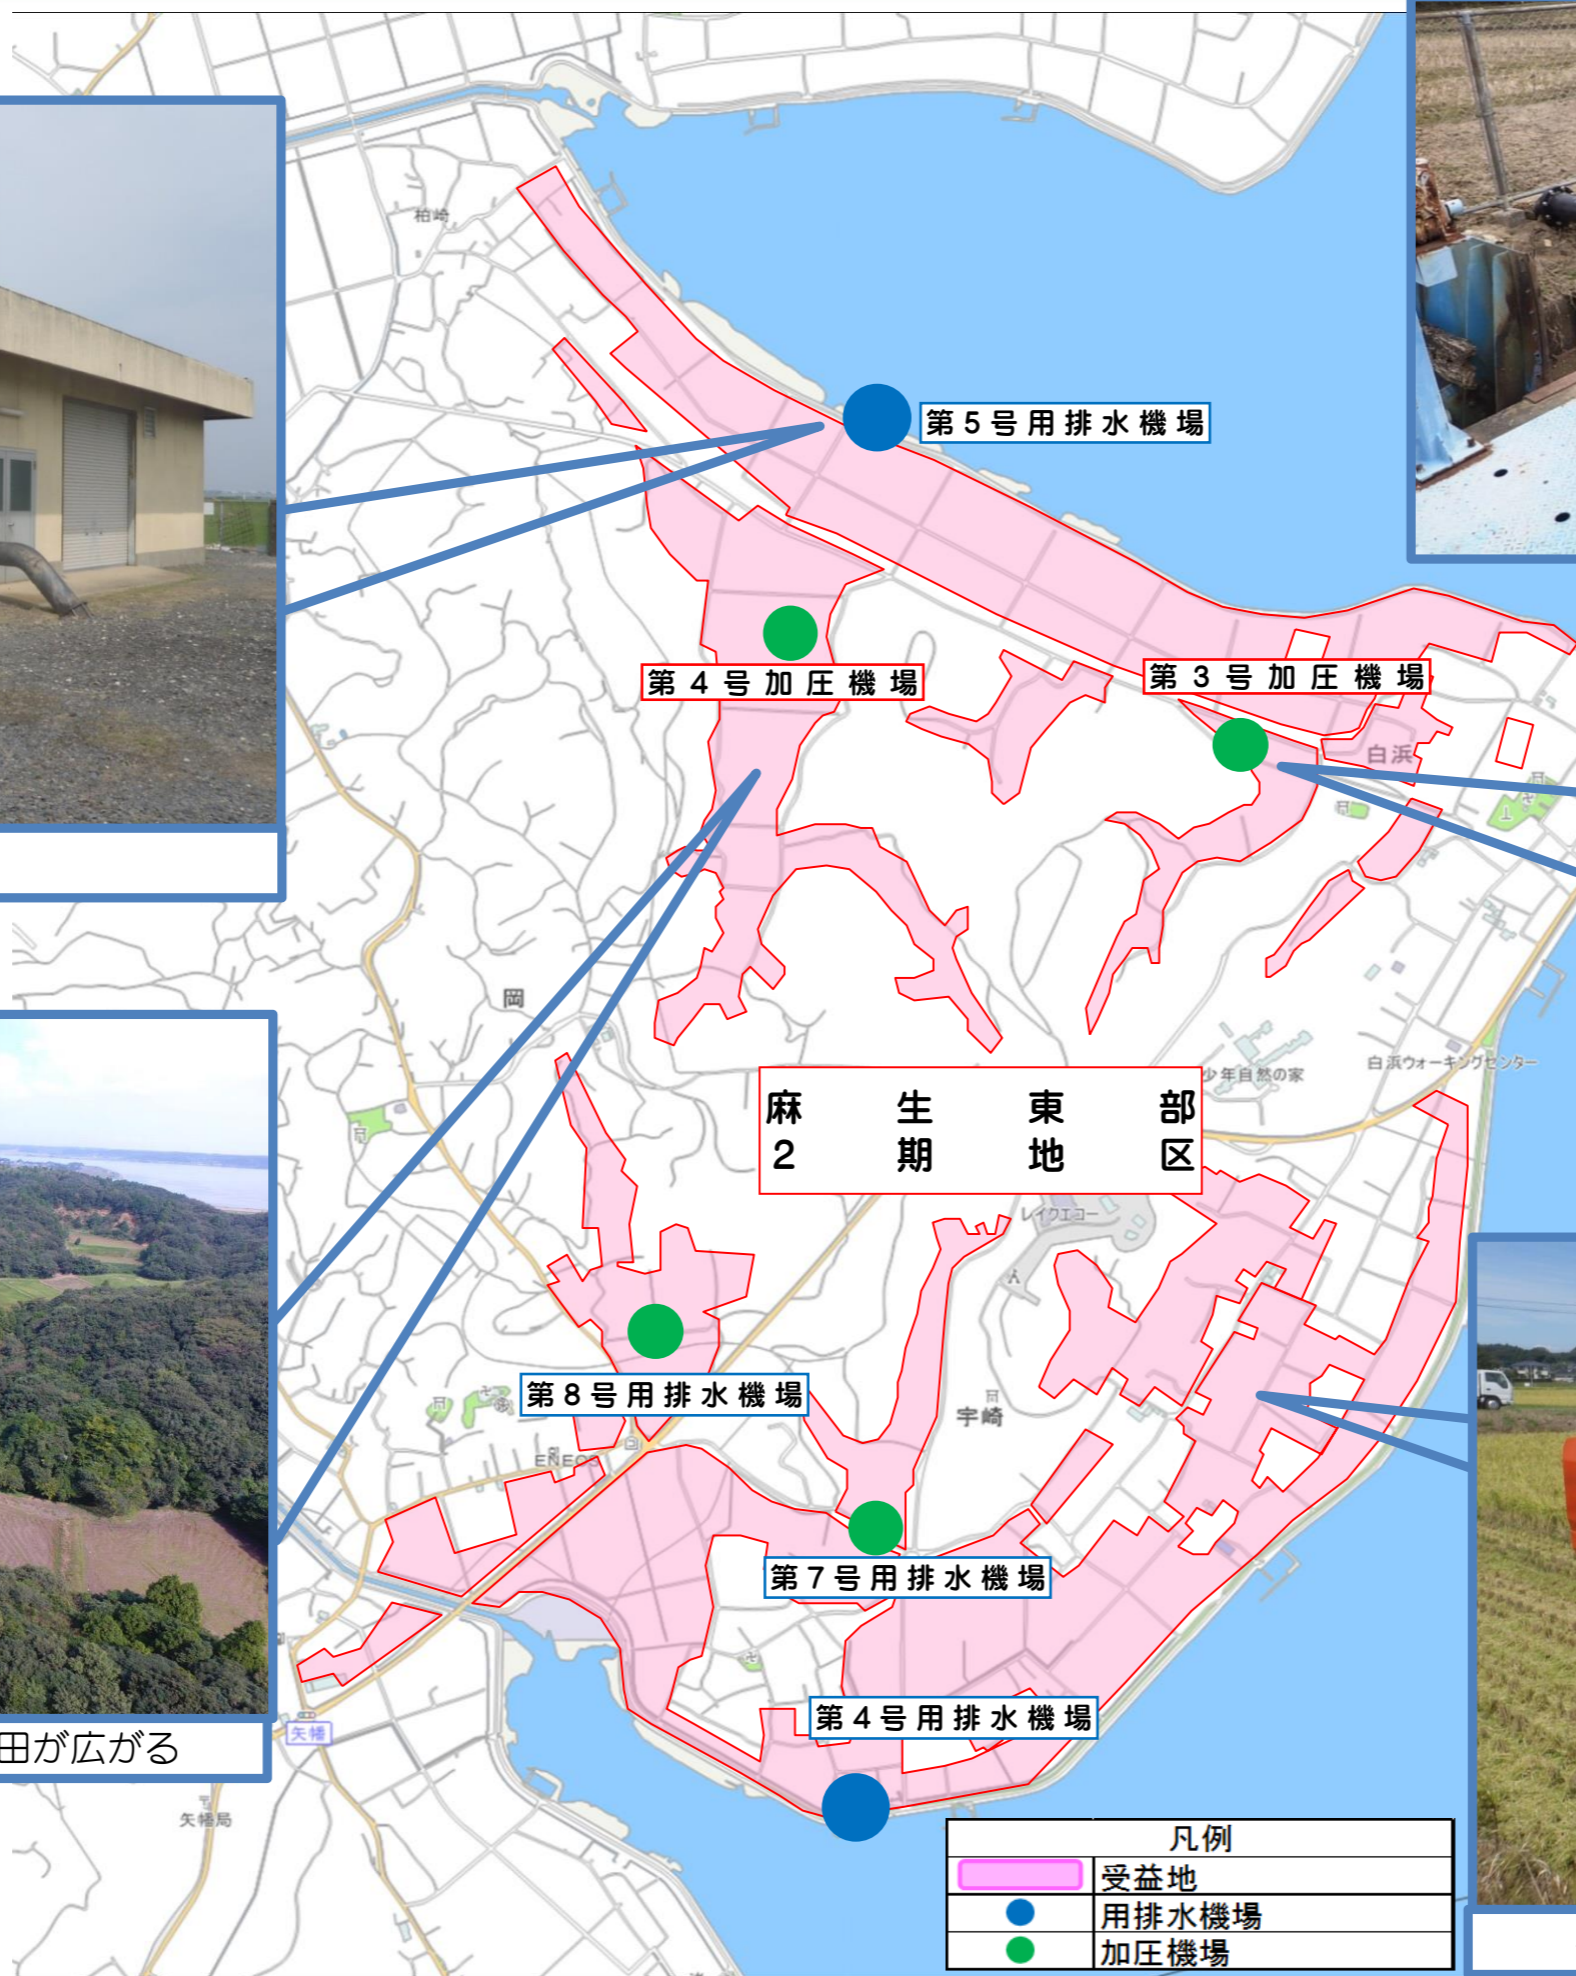 柏崎
第5号用排水機場
第4号加圧機場
第3号加圧機場
白浜
岡
麻生東部
2期地区
少年自然の家
白浜ウォーキングセンター
レイクエコー
第8号用排水機場
宇崎
ENEOS
第7号用排水機場
第4号用排水機場
田が広がる
矢幡
矢幡局
凡例
受益地
用排水機場
加圧機場